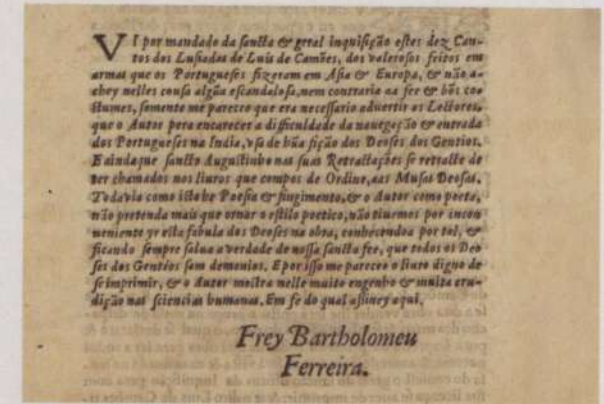 VI por mandado da sancta & geral inquisição estes dez Can-
tos dos Lusiadas de Luis de Camões, dos valerosos feitos em
armas que os Portugueses fizeram em Asia & Europa, & não a-
chey nelles cousa algũa escandalosa, nem contraria aa fee & bõs co-
stumes, somente me pareceo que era necessario advertir os Lectores,
que o Autor pera encarecer a difficuldade da nauegação & entrada
dos Portugueses na India, vsa de hũa fição dos Deoses dos Gentios.
E ainda que sancto Augustinho nas suas Retractações se retracte de
ter chamado nos liuros que compos de Ordine, aas Musas Deosas.
Todavia como isto he Poesia & fingimento, & o Autor como poeta,
não pretenda mais que ornar o estilo poetico, não tiuemos por incon
ueniente yr esta fabula dos Deoses na obra, conhecendoa por tal, &
ficando sempre salua a verdade de nossa sancta fee, que todos os Deo
ses dos Gentios sam demonios. E por isso me pareceo o liuro digno de
se imprimir, & o Autor mostra nelle muito engenho & muita eru-
dição nas sciencias humanas. Em fe do qual assiney aqui.
Frey Bartholomeu
Ferreira.